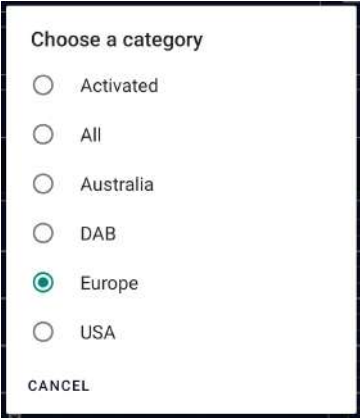 Choose a category
Activated
All
Australia
DAB
Europe
USA
CANCEL